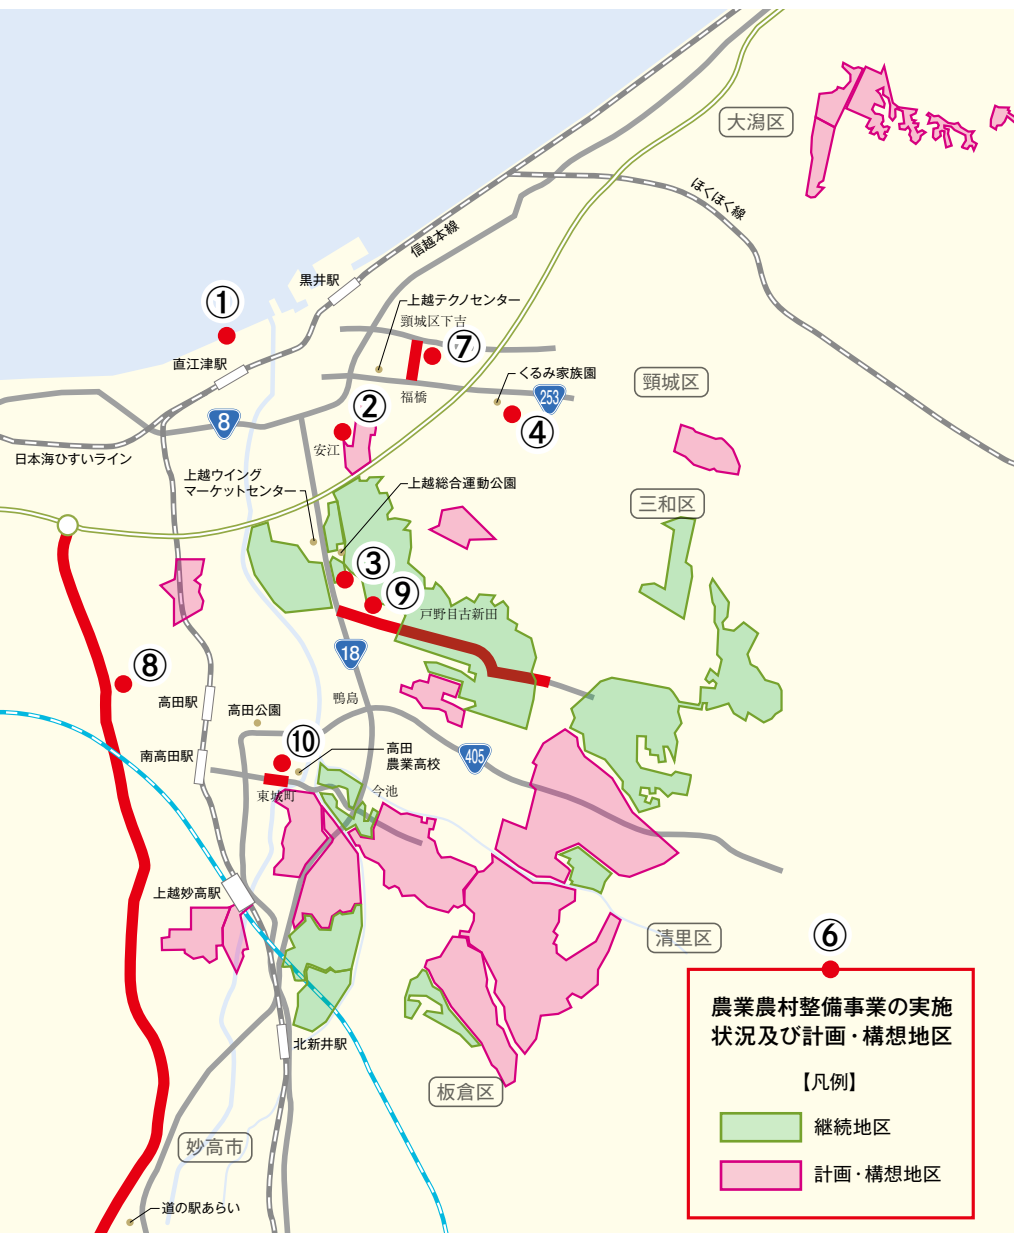 大潟区
ほくほく線
信越本線
黒井駅
①
上越テクノセンター
頸城区下吉
⑦
直江津駅
くるみ家族園
頸城区
253
福橋
②
④
8
安江
日本海ひすいライン
上越ウイング
マーケットセンター
上越総合運動公園
三和区
③
⑨
戸野目古新田
18
⑧
高田駅
鴨島
高田公園
⑩
南高田駅
高田
農業高校
405
東城町
今池
上越妙高駅
清里区
⑥
農業農村整備事業の実施
状況及び計画・構想地区
【凡例】
継続地区
計画・構想地区
北新井駅
板倉区
妙高市
道の駅あらい